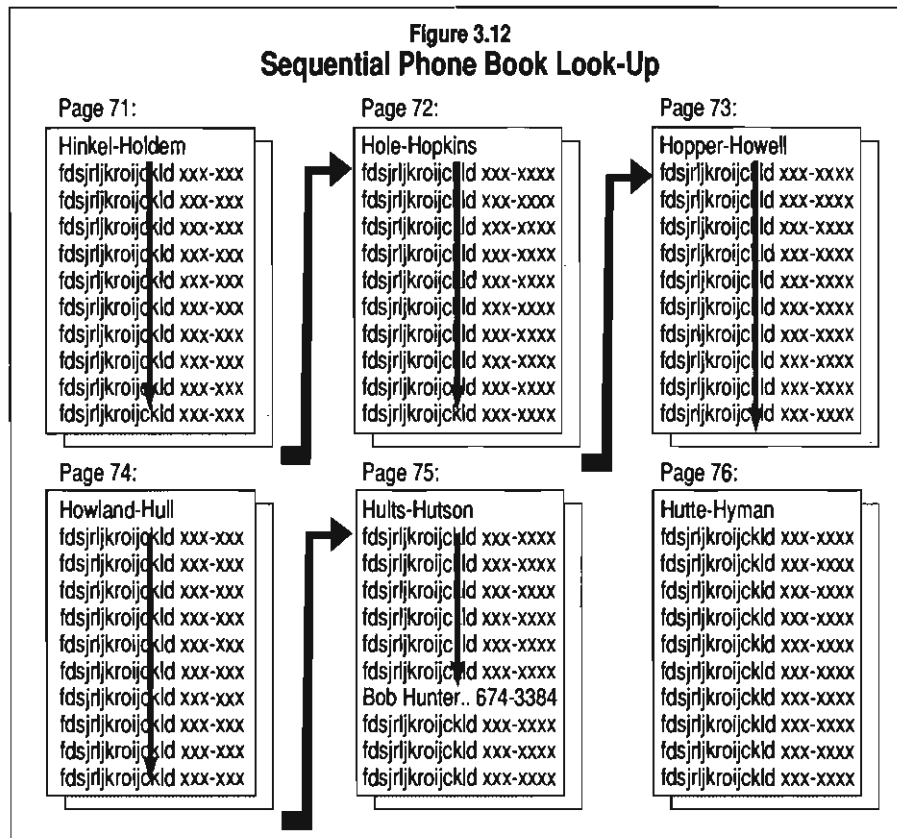 Figure 3.12
Sequential Phone Book Look-Up
Page 71:
Hinkel-Holdem
fdsjrljkroijckld xxx-xxx
fdsjrljkroijckld xxx-xxx
fdsjrljkroijckld xxx-xxx
fdsjrljkroijckld xxx-xxx
fdsjrljkroijckld xxx-xxx
fdsjrljkroijckld xxx-xxx
fdsjrljkroijckld xxx-xxx
fdsjrljkroijckld xxx-xxx
fdsjrljkroijckld xxx-xxx
fdsjrljkroijckld xxx-xxx
Page 72:
Hole-Hopkins
fdsjrljkroijckld xxx-xxxx
fdsjrljkroijckld xxx-xxxx
fdsjrljkroijckld xxx-xxxx
fdsjrljkroijckld xxx-xxxx
fdsjrljkroijckld xxx-xxxx
fdsjrljkroijckld xxx-xxxx
fdsjrljkroijckld xxx-xxxx
fdsjrljkroijckld xxx-xxxx
fdsjrljkroijckld xxx-xxxx
fdsjrljkroijckld xxx-xxxx
Page 73:
Hopper-Howell
fdsjrljkroijckld xxx-xxxx
fdsjrljkroijckld xxx-xxxx
fdsjrljkroijckld xxx-xxxx
fdsjrljkroijckld xxx-xxxx
fdsjrljkroijckld xxx-xxxx
fdsjrljkroijckld xxx-xxxx
fdsjrljkroijckld xxx-xxxx
fdsjrljkroijckld xxx-xxxx
fdsjrljkroijckld xxx-xxxx
fdsjrljkroijckld xxx-xxxx
Page 74:
Howland-Hull
fdsjrljkroijckld xxx-xxx
fdsjrljkroijckld xxx-xxx
fdsjrljkroijckld xxx-xxx
fdsjrljkroijckld xxx-xxx
fdsjrljkroijckld xxx-xxx
fdsjrljkroijckld xxx-xxx
fdsjrljkroijckld xxx-xxx
fdsjrljkroijckld xxx-xxx
fdsjrljkroijckld xxx-xxx
fdsjrljkroijckld xxx-xxx
Page 75:
Hults-Hutson
fdsjrljkroijckld xxx-xxxx
fdsjrljkroijckld xxx-xxxx
fdsjrljkroijckld xxx-xxxx
fdsjrljkroijckld xxx-xxxx
fdsjrljkroijckld xxx-xxxx
fdsjrljkroijckld xxx-xxxx
Bob Hunter.. 674-3384
fdsjrljkroijckld xxx-xxxx
fdsjrljkroijckld xxx-xxxx
fdsjrljkroijckld xxx-xxxx
Page 76:
Hutte-Hyman
fdsjrljkroijckld xxx-xxxx
fdsjrljkroijckld xxx-xxxx
fdsjrljkroijckld xxx-xxxx
fdsjrljkroijckld xxx-xxxx
fdsjrljkroijckld xxx-xxxx
fdsjrljkroijckld xxx-xxxx
fdsjrljkroijckld xxx-xxxx
fdsjrljkroijckld xxx-xxxx
fdsjrljkroijckld xxx-xxxx
fdsjrljkroijckld xxx-xxxx